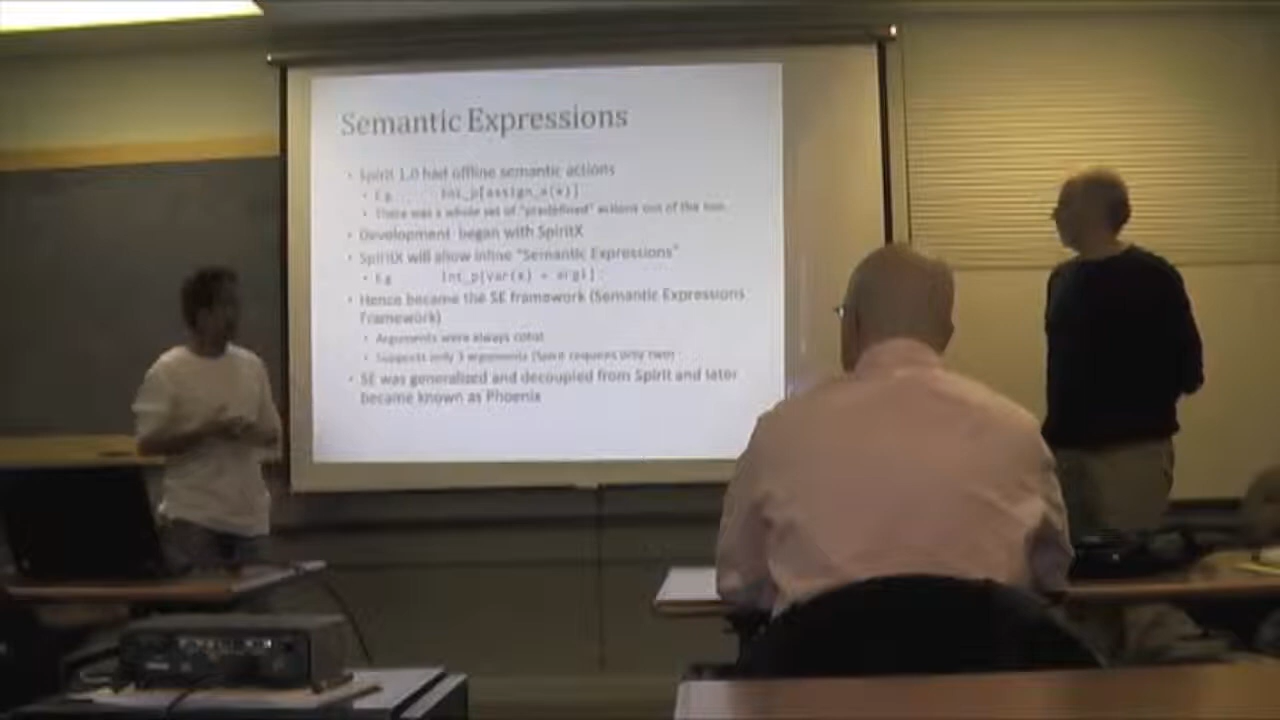 Semantic Expressions
• Spirit 1.0 had offline semantic actions
• E.g. int_p[assign_a(x)]
• There was a whole set of "predefined" actions out of the box
• Development began with SpiritX
• SpiritX will allow inline "Semantic Expressions"
• E.g. int_p[var(x) = arg1]
• Hence became the SE framework (Semantic Expressions
Framework)
• Arguments were always const
• Supports only 3 arguments (Spirit requires only two)
• SE was generalized and decoupled from Spirit and later
became known as Phoenix